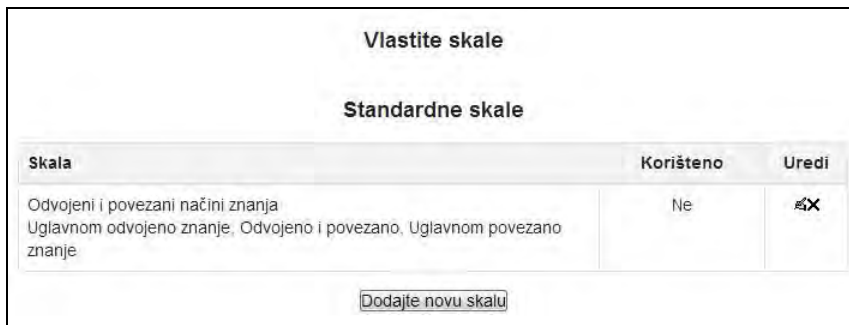 Vlastite skale
Standardne skale
Skala Korišteno Uredi
Odvojeni i povezani načini znanja Ne
Uglavnom odvojeno znanje, Odvojeno i povezano, Uglavnom povezano
znanje
Dodajte novu skalu